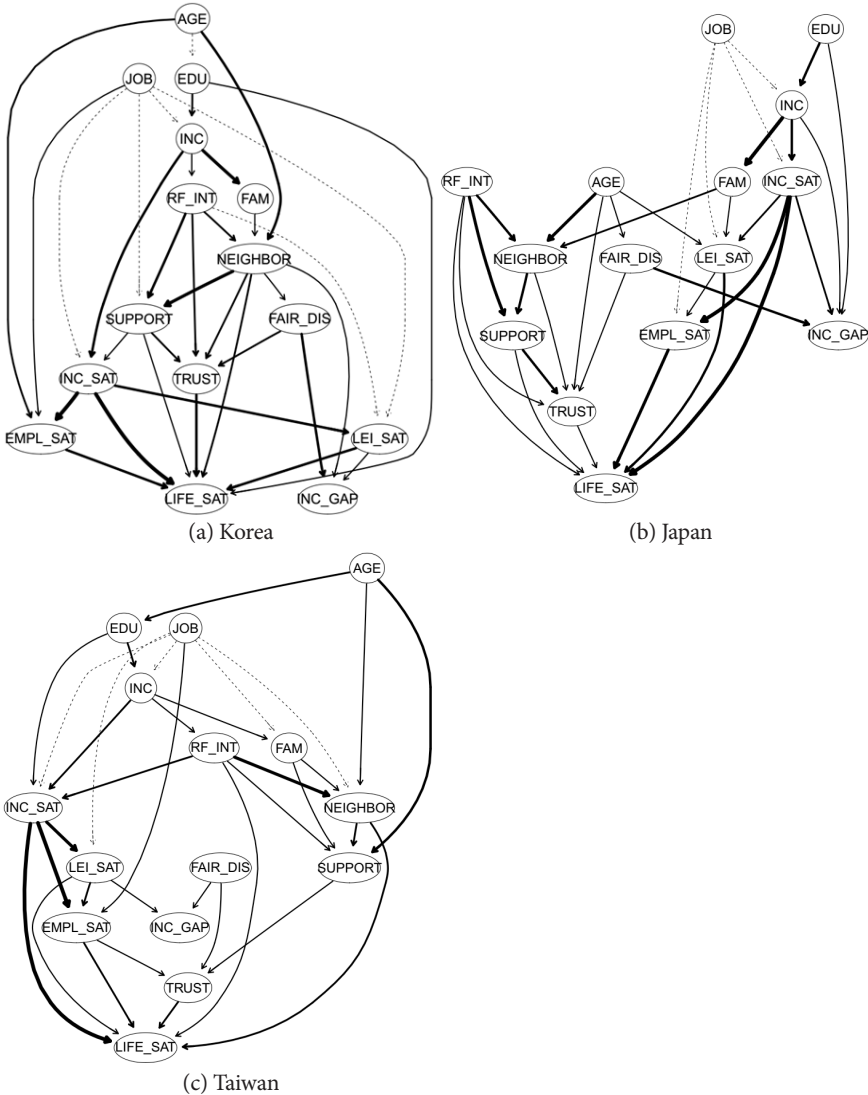 AGE
JOB
EDU
INC
RF_INT
FAM
NEIGHBOR
SUPPORT
FAIR_DIS
INC_SAT
TRUST
EMPL_SAT
LEI_SAT
LIFE_SAT
INC_GAP
(a) Korea
JOB
EDU
INC
RF_INT
AGE
FAM
INC_SAT
NEIGHBOR
FAIR_DIS
LEI_SAT
SUPPORT
EMPL_SAT
INC_GAP
TRUST
LIFE_SAT
(b) Japan
AGE
EDU
JOB
INC
RF_INT
FAM
INC_SAT
NEIGHBOR
LEI_SAT
FAIR_DIS
SUPPORT
EMPL_SAT
INC_GAP
TRUST
LIFE_SAT
(c) Taiwan